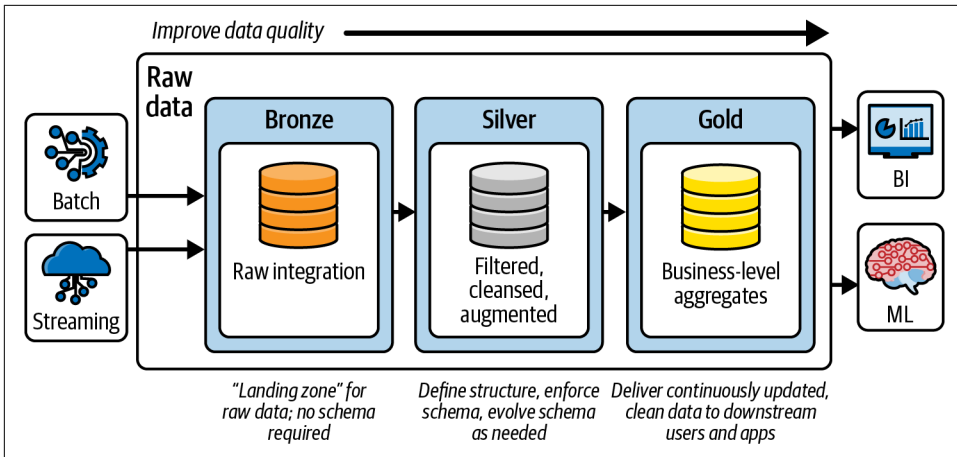 Improve data quality
Raw
data
Batch
Streaming
Bronze
Raw integration
"Landing zone" for
raw data; no schema
required
Silver
Filtered,
cleansed,
augmented
Define structure, enforce
schema, evolve schema
as needed
Gold
Business-level
aggregates
Deliver continuously updated,
clean data to downstream
users and apps
BI
ML